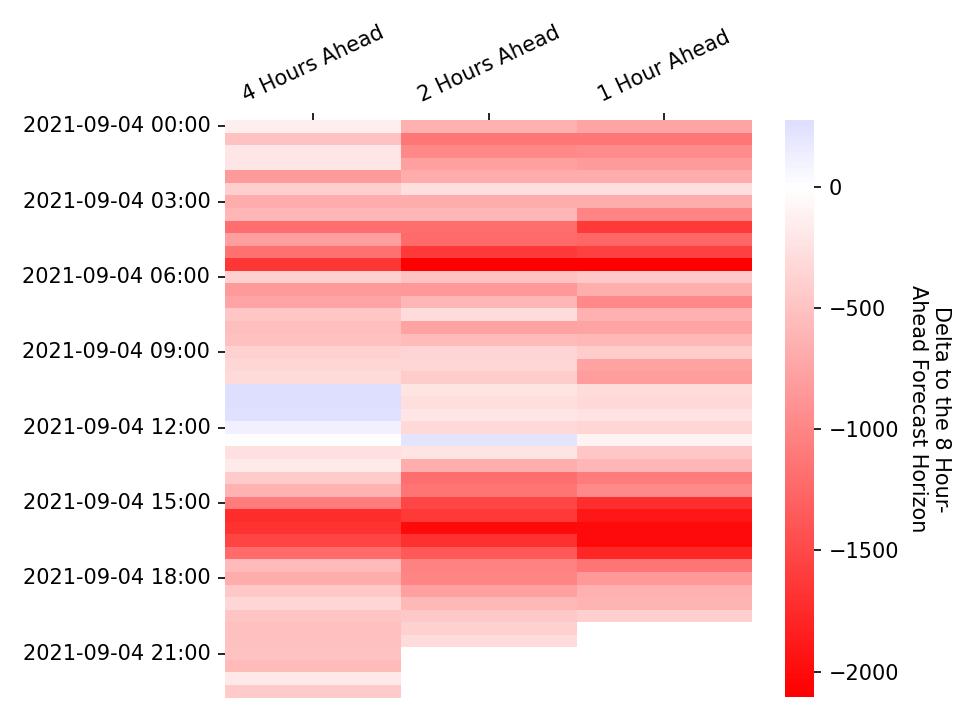 4 Hours Ahead
2 Hours Ahead
1 Hour Ahead
2021-09-04 00:00
2021-09-04 03:00
2021-09-04 06:00
2021-09-04 09:00
2021-09-04 12:00
2021-09-04 15:00
2021-09-04 18:00
2021-09-04 21:00
0
−500
−1000
−1500
−2000
Delta to the 8 Hour-
Ahead Forecast Horizon